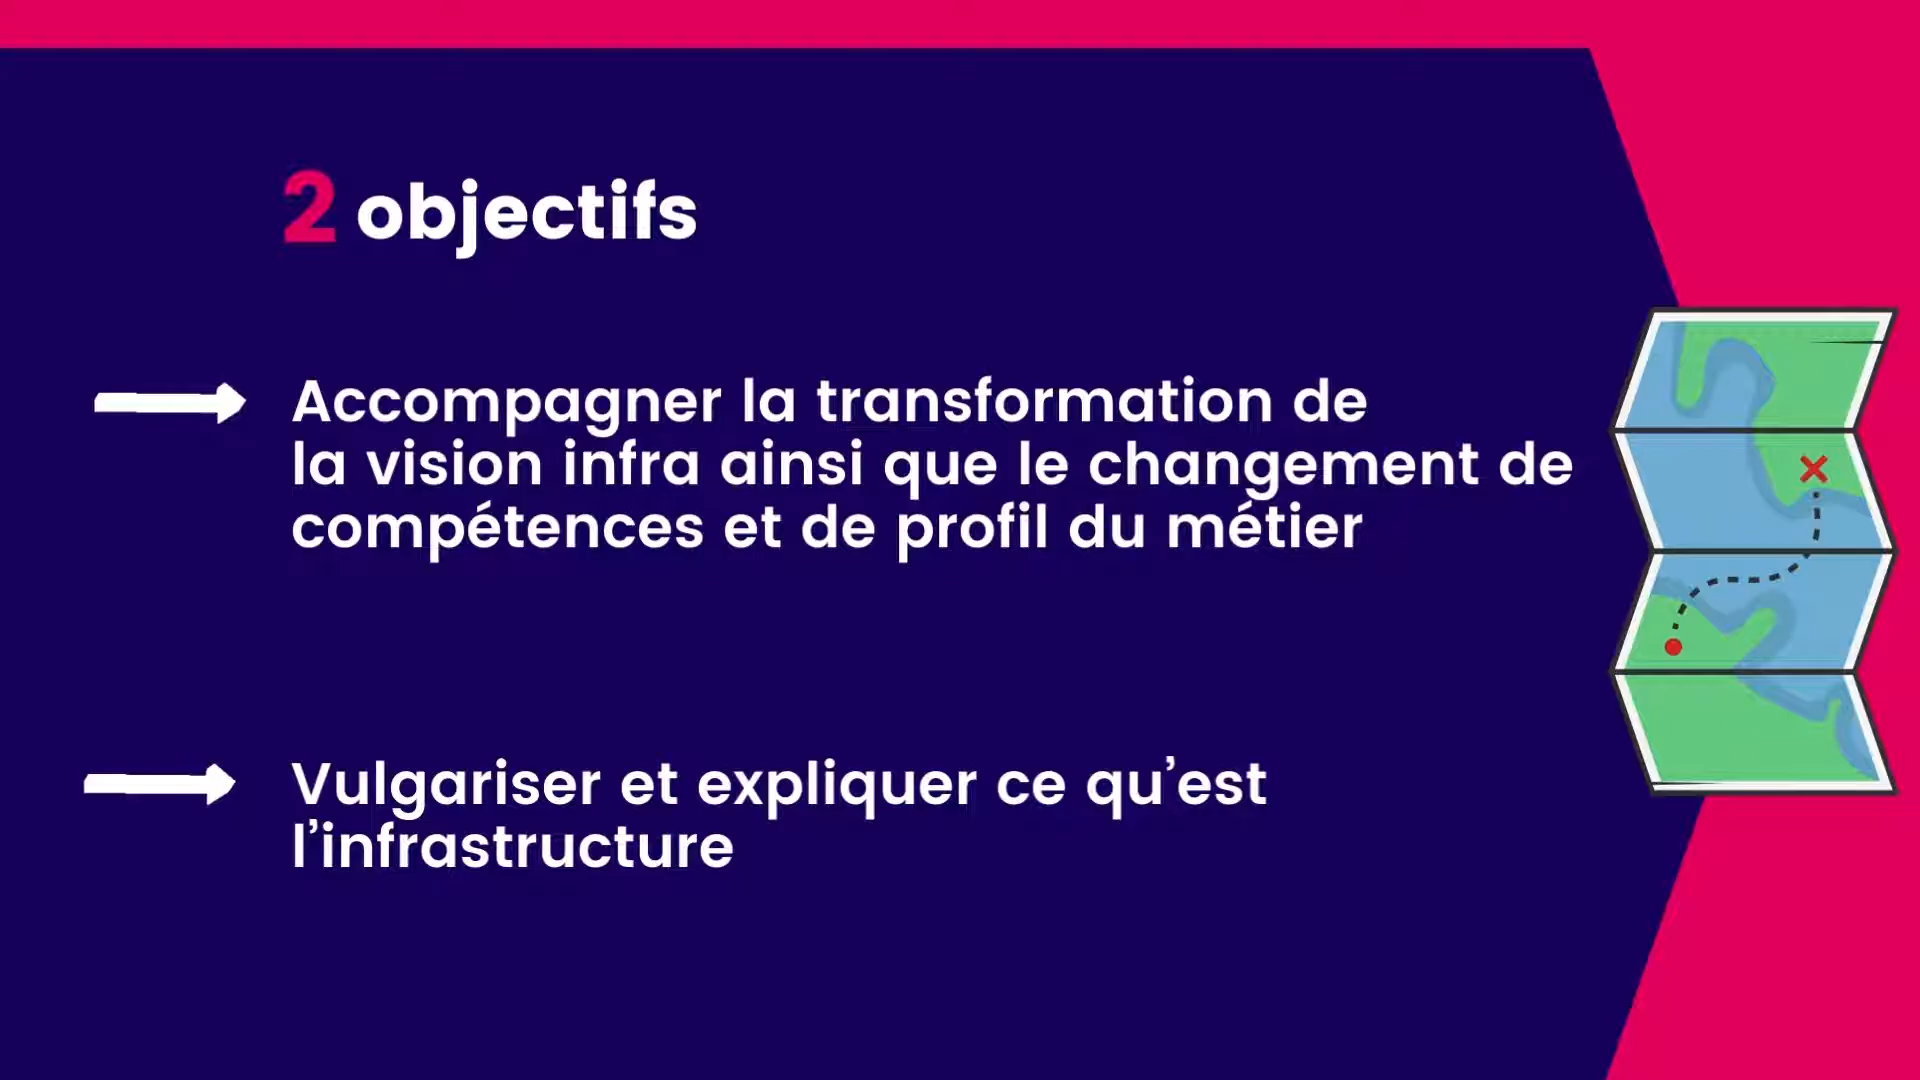 2 objectifs
Accompagner la transformation de
la vision infra ainsi que le changement de
compétences et de profil du métier
Vulgariser et expliquer ce qu’est
l’infrastructure